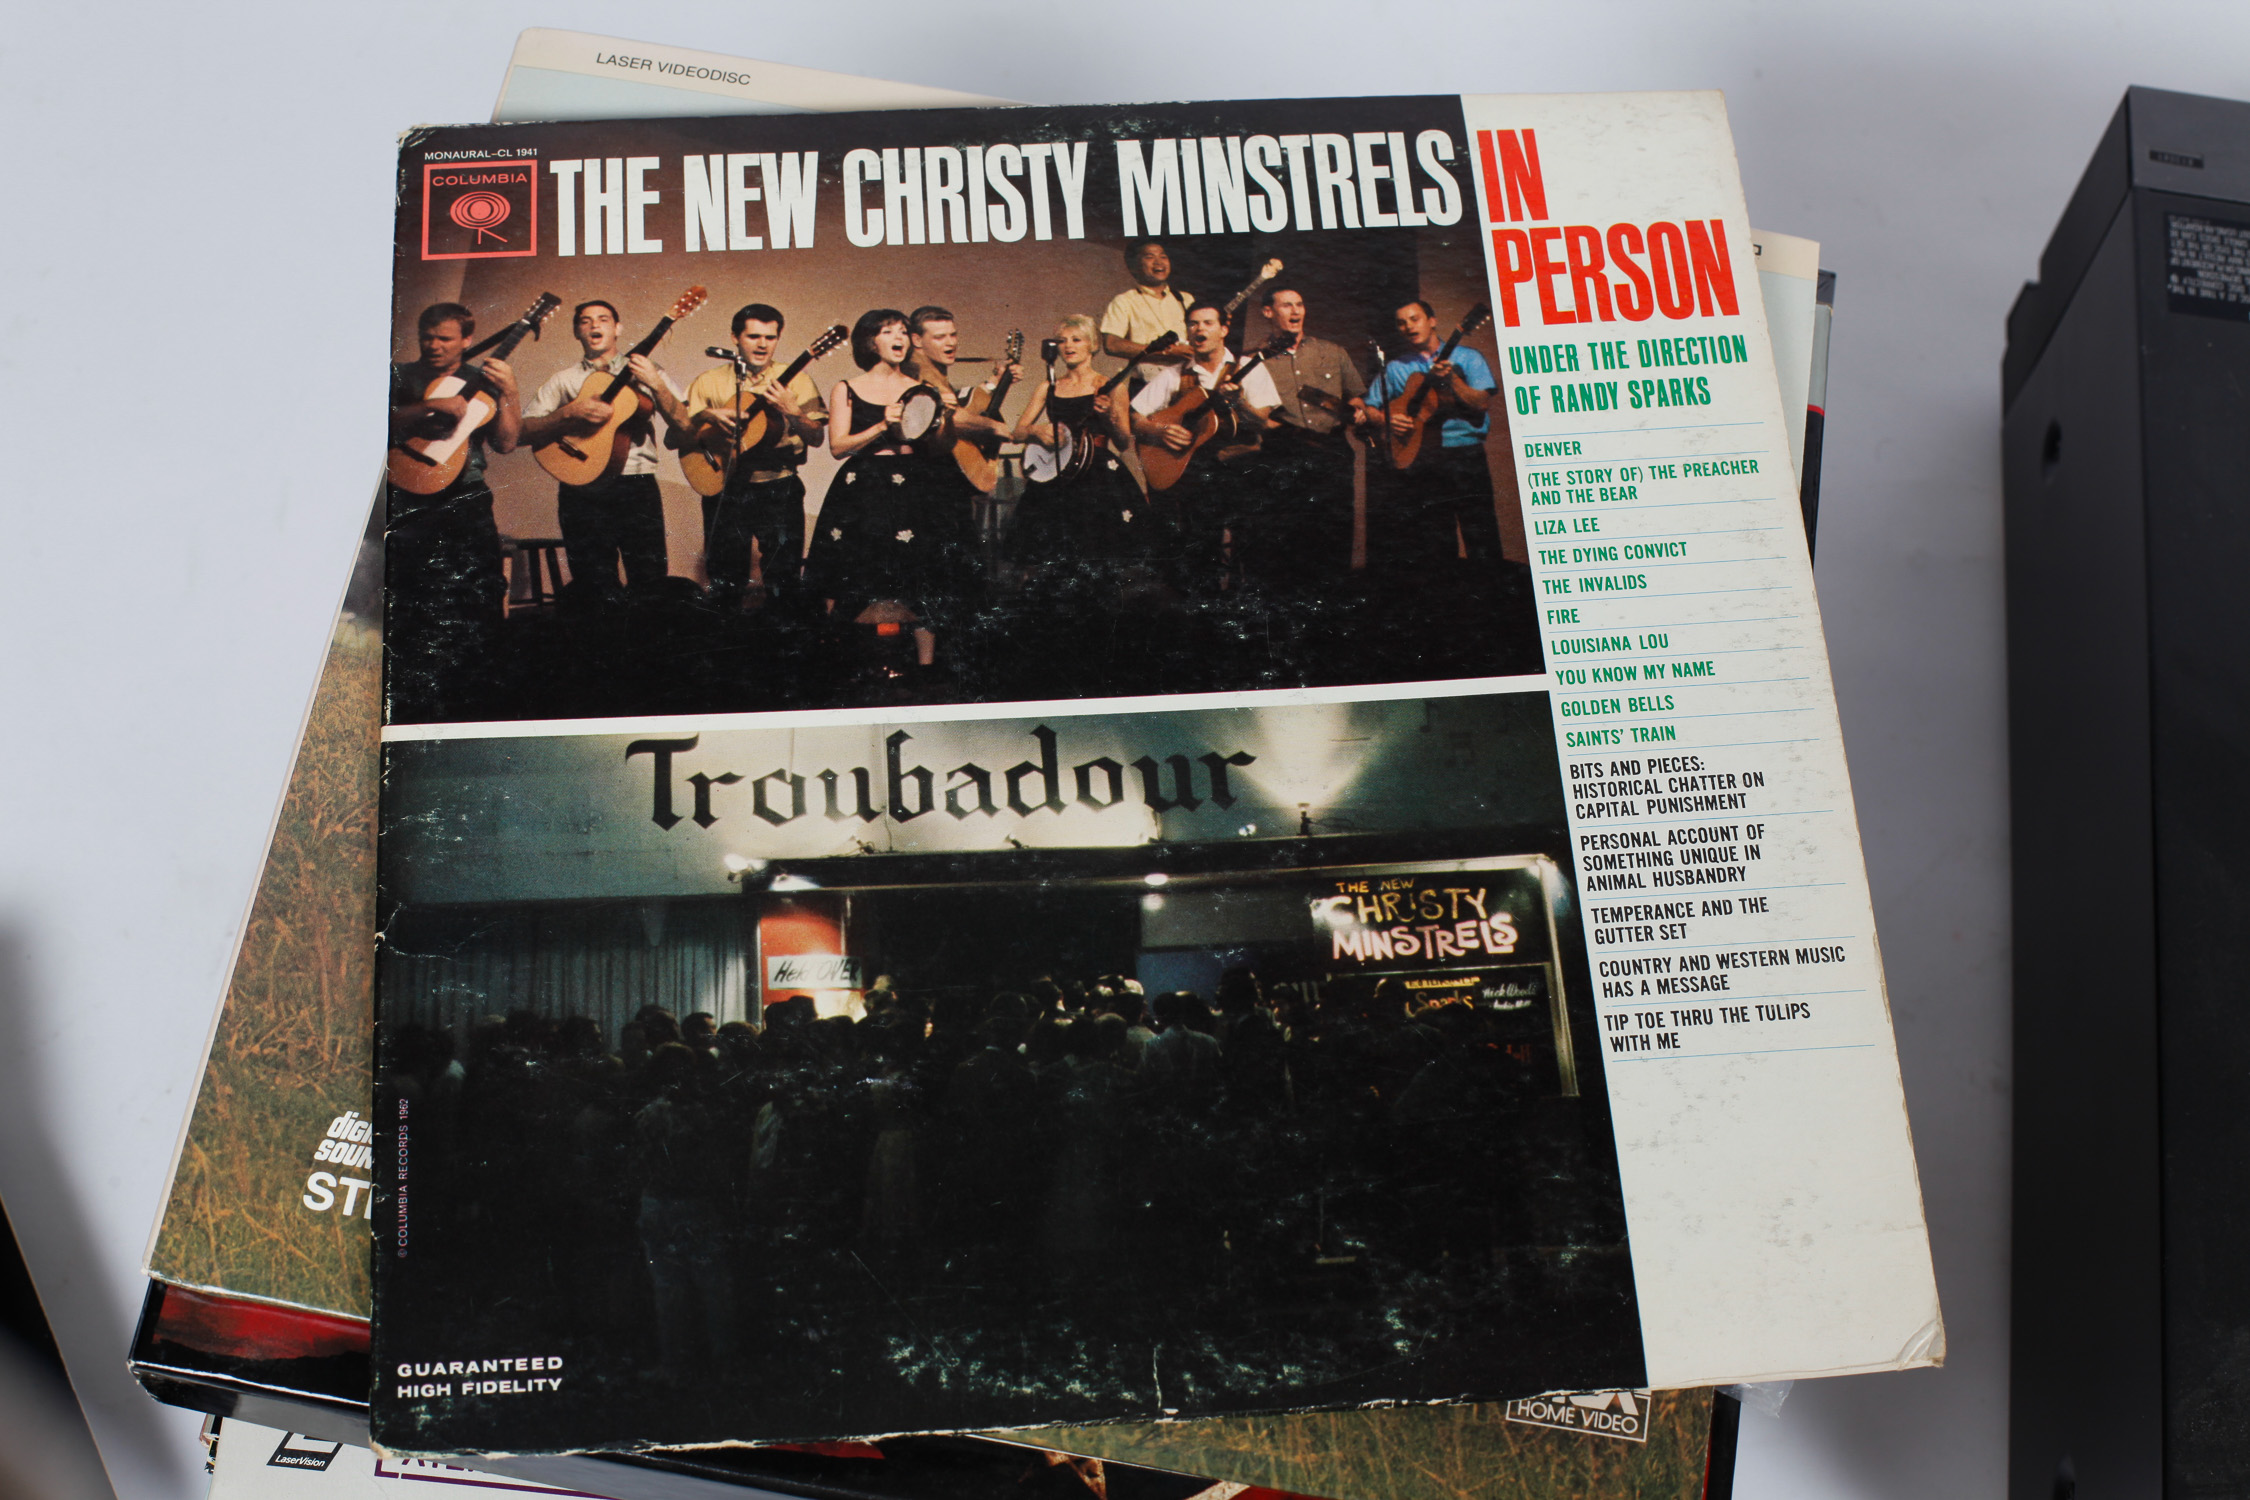 LASER VIDEODISC
MONAURAL-CL 1941
COLUMBIA
THE NEW CHRISTY MINSTRELS
IN
PERSON
UNDER THE DIRECTION
OF RANDY SPARKS
DENVER
(THE STORY OF) THE PREACHER
AND THE BEAR
LIZA LEE
THE DYING CONVICT
THE INVALIDS
FIRE
LOUISIANA LOU
YOU KNOW MY NAME
GOLDEN BELLS
SAINTS' TRAIN
BITS AND PIECES:
HISTORICAL CHATTER ON
CAPITAL PUNISHMENT
PERSONAL ACCOUNT OF
SOMETHING UNIQUE IN
ANIMAL HUSBANDRY
TEMPERANCE AND THE
GUTTER SET
COUNTRY AND WESTERN MUSIC
HAS A MESSAGE
TIP TOE THRU THE TULIPS
WITH ME
Troubadour
THE NEW
CHRISTY
MINSTRELS
Held OVER
Sparks
© COLUMBIA RECORDS 1962
GUARANTEED
HIGH FIDELITY
HOME VIDEO
LaserVision